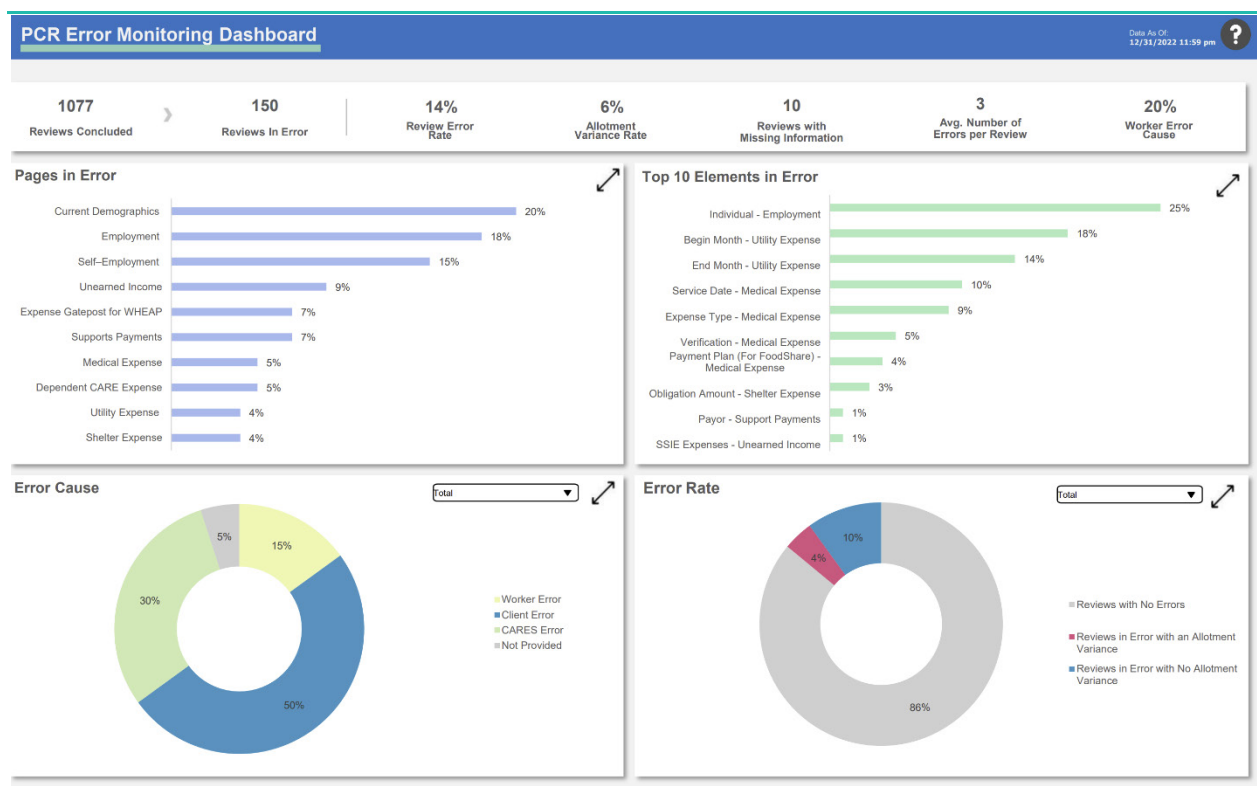 PCR Error Monitoring Dashboard
Data As Of:
12/31/2022 11:59 pm
?
1077
Reviews Concluded
150
Reviews In Error
14%
Review Error
Rate
6%
Allotment
Variance Rate
10
Reviews with
Missing Information
3
Avg. Number of
Errors per Review
20%
Worker Error
Cause
Pages in Error
Current Demographics 20%
Employment 18%
Self–Employment 15%
Unearned Income 9%
Expense Gatepost for WHEAP 7%
Supports Payments 7%
Medical Expense 5%
Dependent CARE Expense 5%
Utility Expense 4%
Shelter Expense 4%
Top 10 Elements in Error
Individual - Employment 25%
Begin Month - Utility Expense 18%
End Month - Utility Expense 14%
Service Date - Medical Expense 10%
Expense Type - Medical Expense 9%
Verification - Medical Expense 5%
Payment Plan (For FoodShare) -
Medical Expense 4%
Obligation Amount - Shelter Expense 3%
Payor - Support Payments 1%
SSIE Expenses - Unearned Income 1%
Error Cause
Total
5%
15%
30%
50%
Worker Error
Client Error
CARES Error
Not Provided
Error Rate
Total
10%
4%
86%
Reviews with No Errors
Reviews in Error with an Allotment
Variance
Reviews in Error with No Allotment
Variance